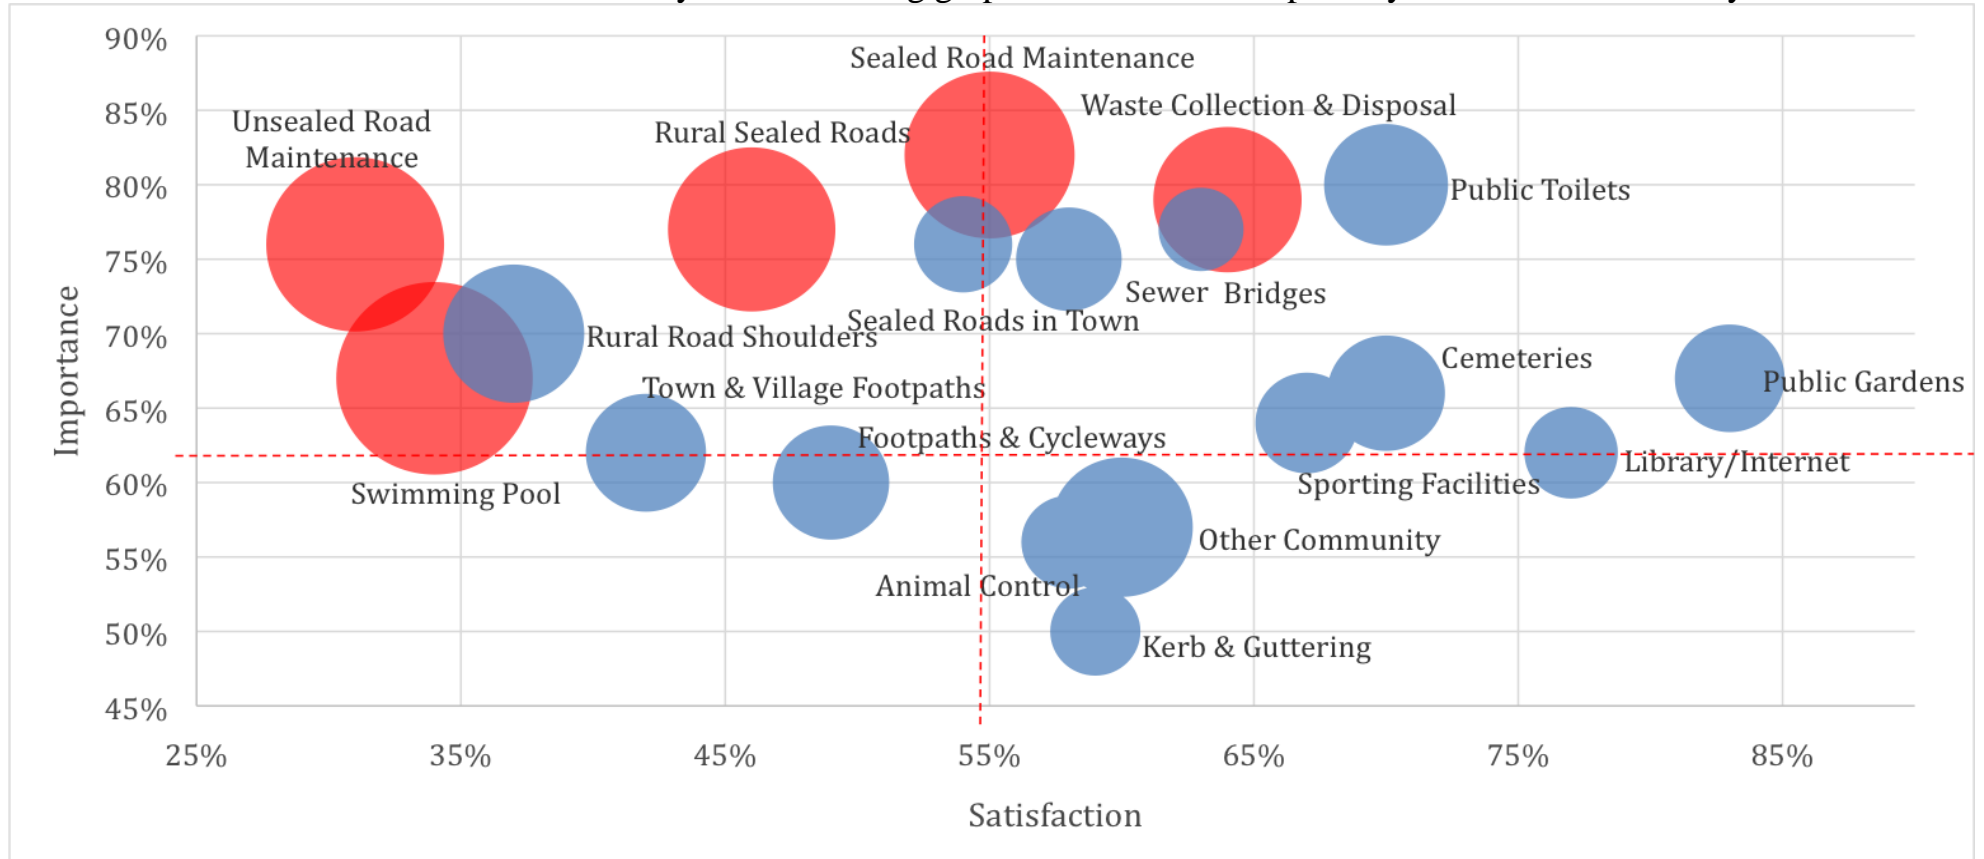 90%
85%
80%
75%
70%
65%
60%
55%
50%
45%
Importance
Sealed Road Maintenance
Waste Collection & Disposal
Unsealed Road
Maintenance
Rural Sealed Roads
Public Toilets
Sewer
Bridges
Sealed Roads in Town
Rural Road Shoulders
Cemeteries
Public Gardens
Town & Village Footpaths
Footpaths & Cycleways
Library/Internet
Sporting Facilities
Swimming Pool
Other Community
Animal Control
Kerb & Guttering
25%
35%
45%
55%
65%
75%
85%
Satisfaction